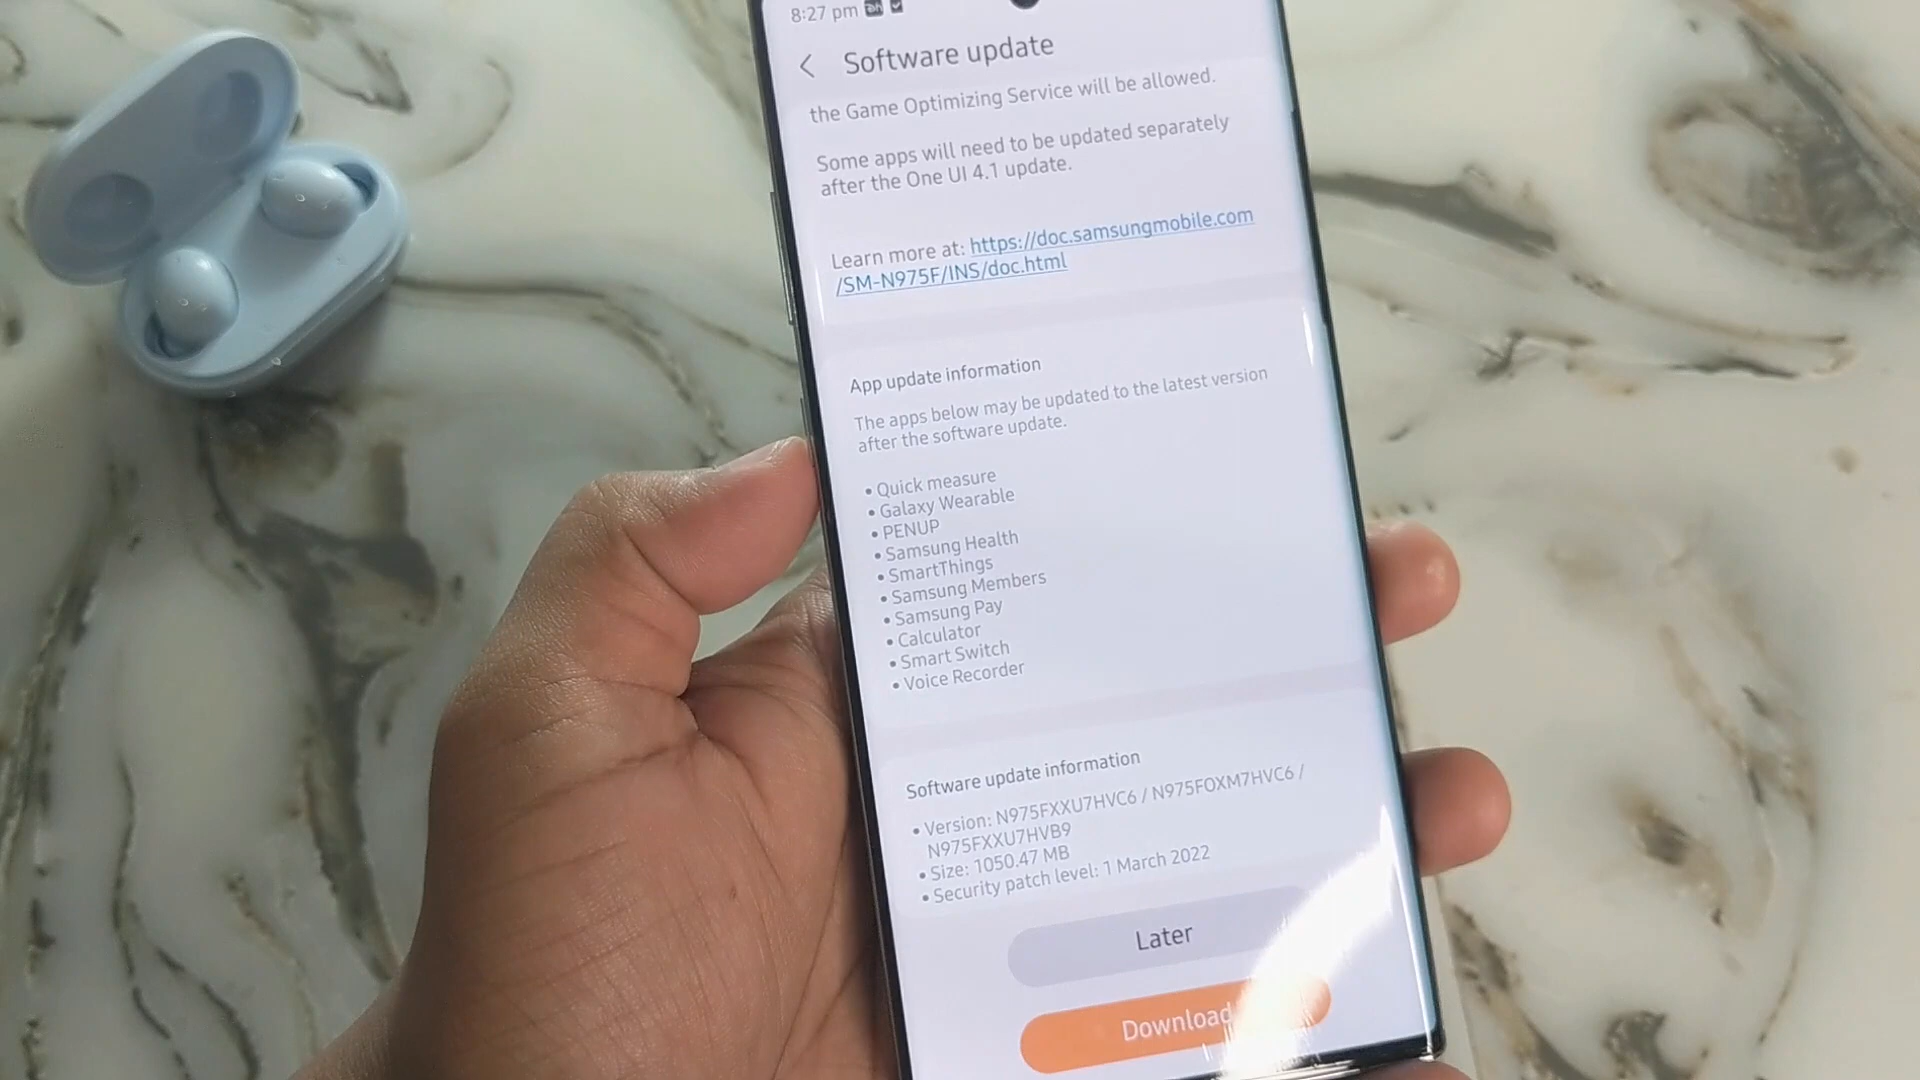 8:27 pm
Software update
the Game Optimizing Service will be allowed.
Some apps will need to be updated separately
after the One UI 4.1 update.
Learn more at: https://doc.samsungmobile.com
/SM-N975F/INS/doc.html
App update information
The apps below may be updated to the latest version
after the software update.
• Quick measure
• Galaxy Wearable
• PENUP
• Samsung Health
• SmartThings
• Samsung Members
• Samsung Pay
• Calculator
• Smart Switch
• Voice Recorder
Software update information
• Version: N975FXXU7HVC6 / N975FOXM7HVC6 /
N975FXXU7HVB9
• Size: 1050.47 MB
• Security patch level: 1 March 2022
Later
Download